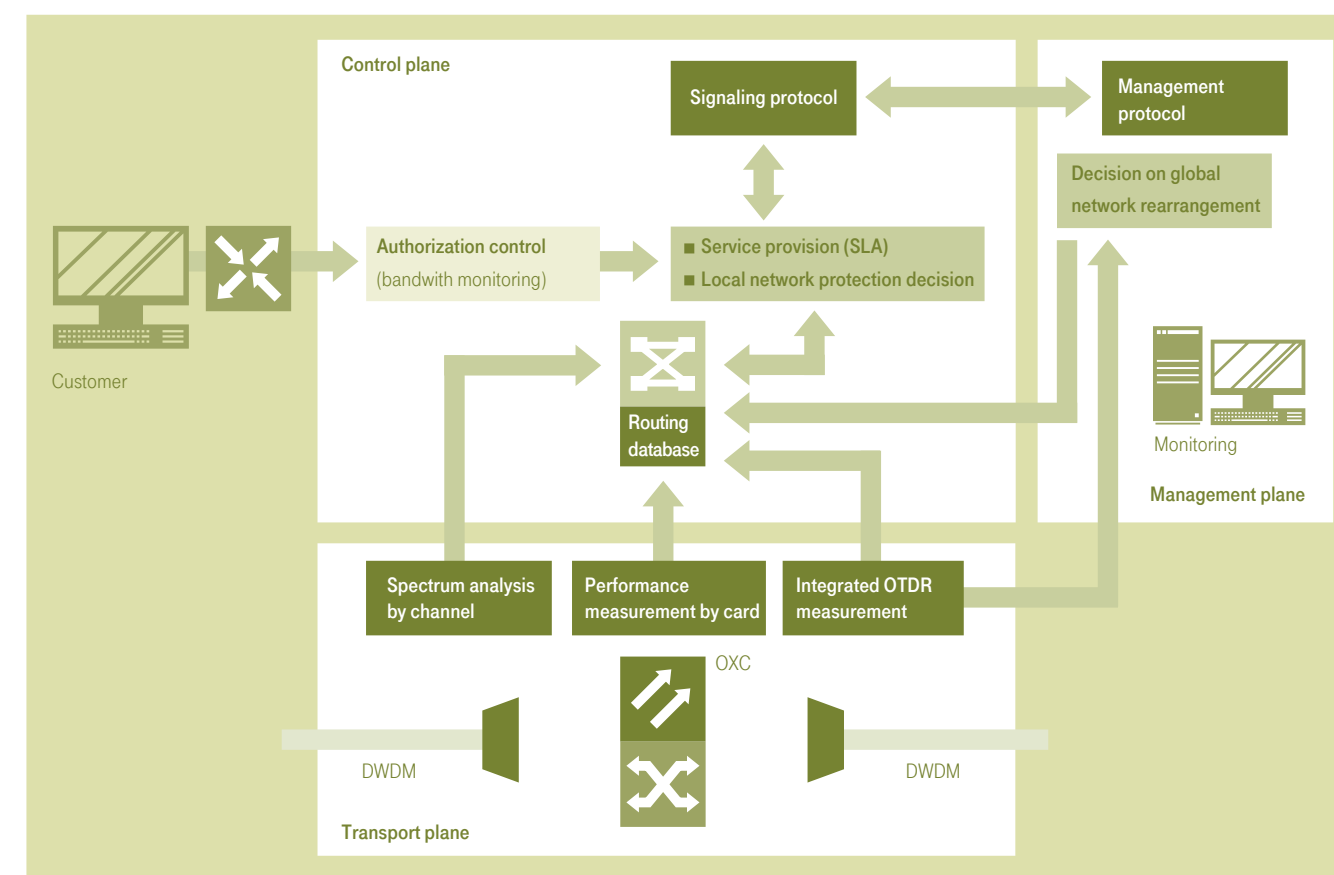 Control plane
Signaling protocol
Management
protocol
Decision on global
network rearrangement
Authorization control
(bandwith monitoring)
■ Service provision (SLA)
■ Local network protection decision
Customer
Routing
database
Monitoring
Management plane
Spectrum analysis
by channel
Performance
measurement by card
Integrated OTDR
measurement
OXC
DWDM
DWDM
Transport plane